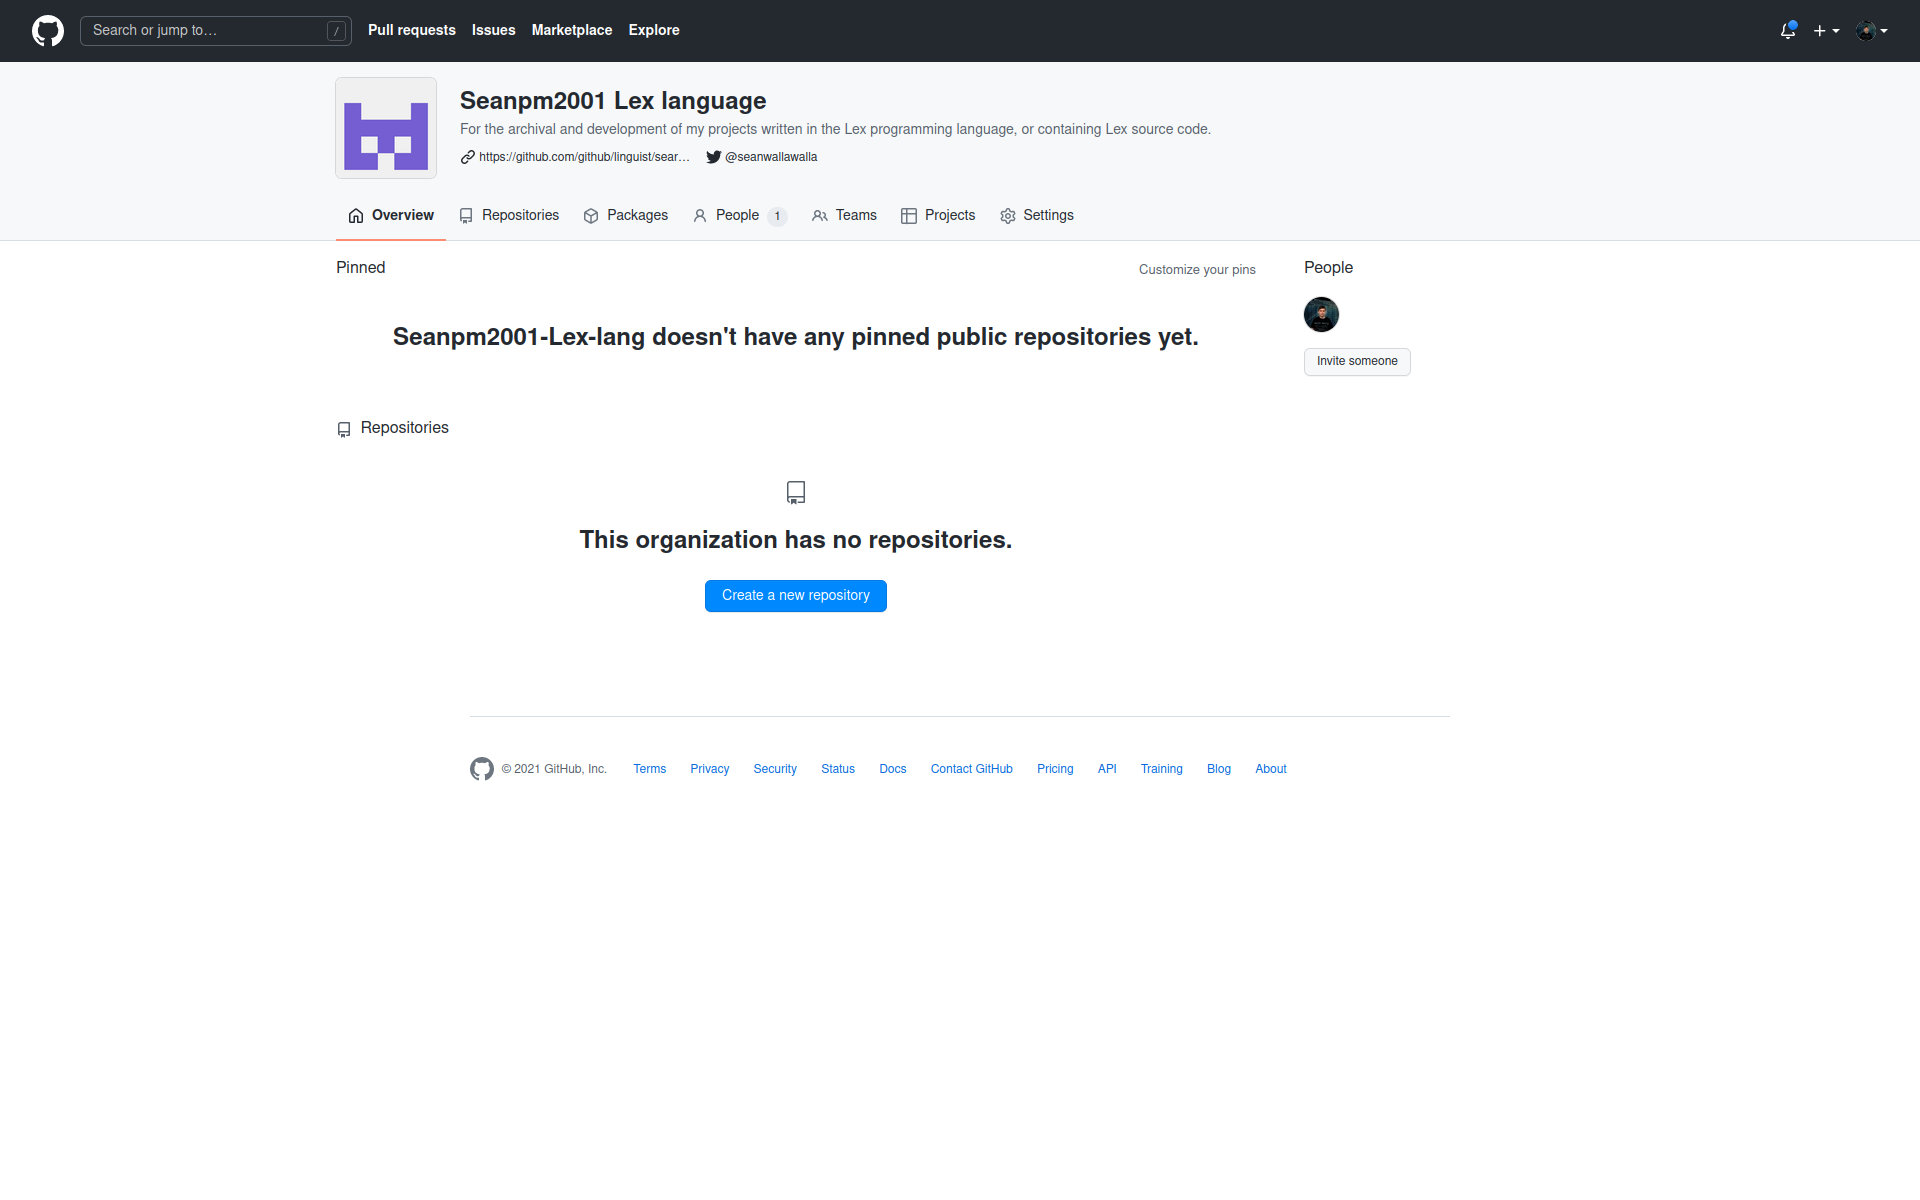 Search or jump to… / Pull requests Issues Marketplace Explore
Seanpm2001 Lex language
For the archival and development of my projects written in the Lex programming language, or containing Lex source code.
https://github.com/github/linguist/sear… @seanwallawalla
Overview Repositories Packages People 1 Teams Projects Settings
Pinned Customize your pins
Seanpm2001-Lex-lang doesn't have any pinned public repositories yet.
People
Invite someone
Repositories
This organization has no repositories.
Create a new repository
© 2021 GitHub, Inc. Terms Privacy Security Status Docs Contact GitHub Pricing API Training Blog About